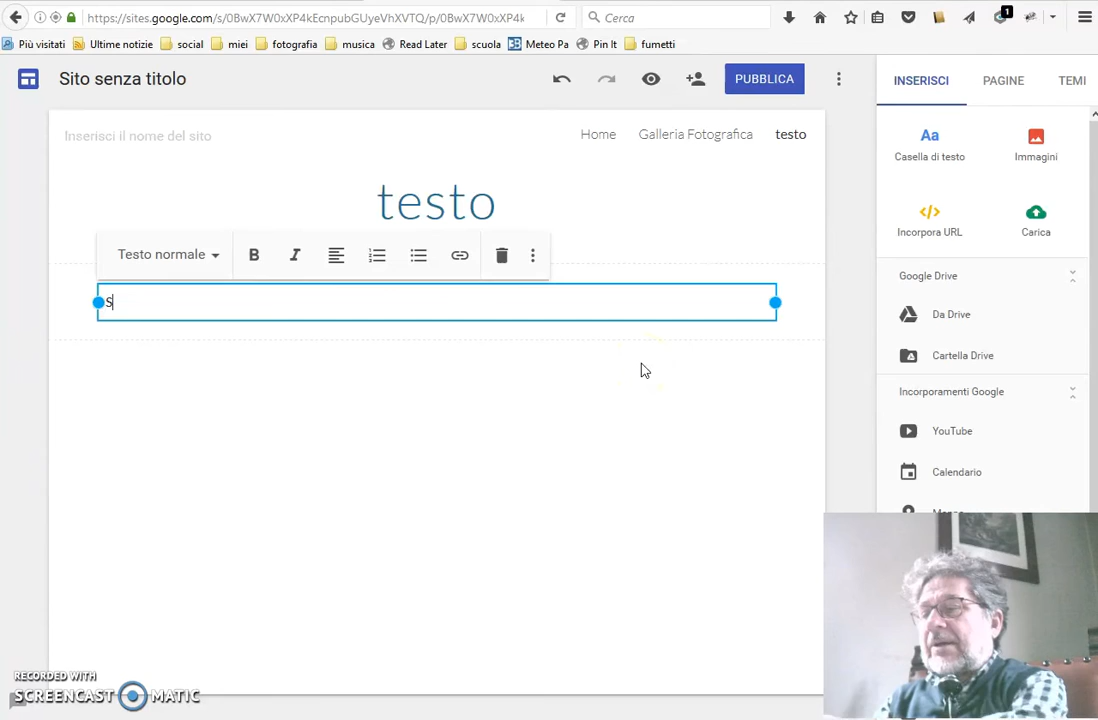 https://sites.google.com/s/0BwX7W0xXP4kEcnpubGUyeVhXVTQ/p/0BwX7W0xXP4k
Cerca
1
Più visitati
Ultime notizie
social
miei
fotografia
musica
Read Later
scuola
Meteo Pa
Pin It
fumetti
Sito senza titolo
PUBBLICA
INSERISCI
PAGINE
TEMI
Inserisci il nome del sito
Home
Galleria Fotografica
testo
Aa
Casella di testo
Immagini
testo
Incorpora URL
Carica
Testo normale
B
I
Google Drive
S
Da Drive
Cartella Drive
Incorporamenti Google
YouTube
Calendario
RECORDED WITH
SCREENCAST MATIC